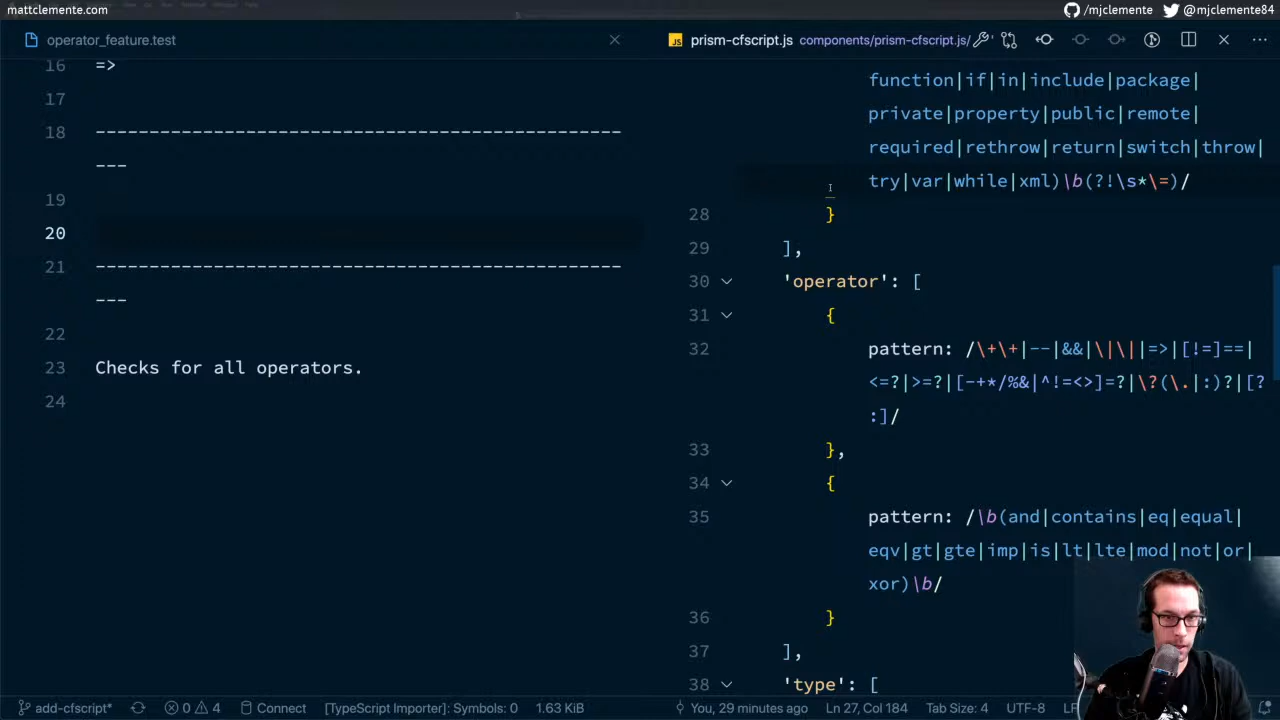 mattclemente.com
/mjclemente @mjclemente84
operator_feature.test
prism-cfscript.js components/prism-cfscript.js/
16 =>
17
18 -------------------------------------------------
---
19
20
21 -------------------------------------------------
---
22
23 Checks for all operators.
24
function|if|in|include|package|
private|property|public|remote|
required|rethrow|return|switch|throw|
try|var|while|xml)\b(?!\s*\=)/
28 }
29 ],
30 'operator': [
31 {
32 pattern: /\+\+|--|&&|\|\||=>|[!=]==|
<=?|>=?|[-+*/%&|^!=<>]=?|\?(\.|:)?|[?
:]/
33 },
34 {
35 pattern: /\b(and|contains|eq|equal|
eqv|gt|gte|imp|is|lt|lte|mod|not|or|
xor)\b/
36 }
37 ],
38 'type': [
add-cfscript* 0 4 Connect [TypeScript Importer]: Symbols: 0 1.63 KiB You, 29 minutes ago Ln 27, Col 184 Tab Size: 4 UTF-8